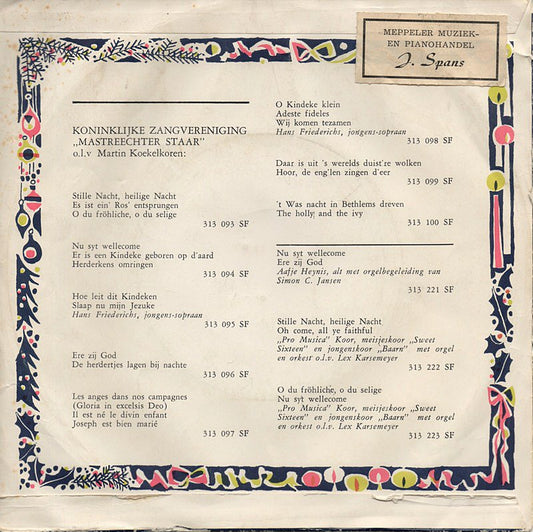 MEPPELER MUZIEK-
EN PIANOHANDEL
J. Spans
KONINKLIJKE ZANGVERENIGING
„MASTREECHTER STAAR"
o.l.v Martin Koekelkoren:
Stille Nacht, heilige Nacht
Es ist ein' Ros' entsprungen
O du fröhliche, o du selige
313 093 SF
Nu syt wellecome
Er is een Kindeke geboren op d'aard
Herderkens omringen
313 094 SF
Hoe leit dit Kindeken
Slaap nu mijn Jezuke
Hans Friederichs, jongens-sopraan
313 095 SF
Ere zij God
De herdertjes lagen bij nachte
313 096 SF
Les anges dans nos campagnes
(Gloria in excelsis Deo)
Il est né le divin enfant
Joseph est bien marié
313 097 SF
O Kindeke klein
Adeste fideles
Wij komen tezamen
Hans Friederichs, jongens-sopraan
313 098 SF
Daar is uit 's werelds duist're wolken
Hoor, de eng'len zingen d'eer
313 099 SF
't Was nacht in Bethlems dreven
The holly and the ivy
313 100 SF
Nu syt wellecome
Ere zij God
Aafje Heynis, alt met orgelbegeleiding van
Simon C. Jansen
313 221 SF
Stille Nacht, heilige Nacht
Oh come, all ye faithful
„Pro Musica" Koor, meisjeskoor „Sweet
Sixteen" en jongenskoor „Baarn" met orgel
en orkest o.l.v. Lex Karsemeyer
313 222 SF
O du fröhliche, o du selige
Nu syt wellecome
„Pro Musica" Koor, meisjeskoor „Sweet
Sixteen" en jongenskoor „Baarn" met orgel
en orkest o.l.v. Lex Karsemeyer
313 223 SF